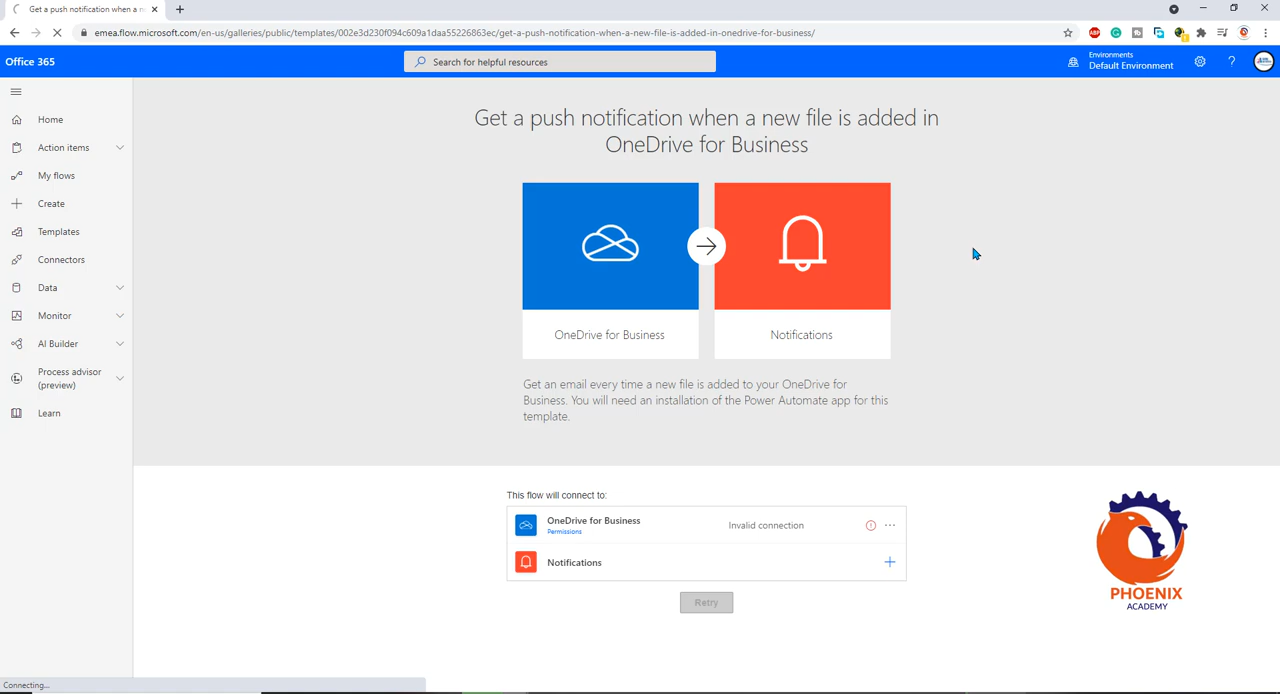 Get a push notification when a n
emea.flow.microsoft.com/en-us/galleries/public/templates/002e3d230f094c609a1daa55226863ec/get-a-push-notification-when-a-new-file-is-added-in-onedrive-for-business/
ABP
Office 365
Search for helpful resources
Environments
Default Environment
?
Home
Action items
My flows
Create
Templates
Connectors
Data
Monitor
AI Builder
Process advisor
(preview)
Learn
Get a push notification when a new file is added in
OneDrive for Business
OneDrive for Business
Notifications
Get an email every time a new file is added to your OneDrive for
Business. You will need an installation of the Power Automate app for this
template.
This flow will connect to:
OneDrive for Business
Permissions
Invalid connection
Notifications
Retry
PHOENIX
ACADEMY
Connecting...